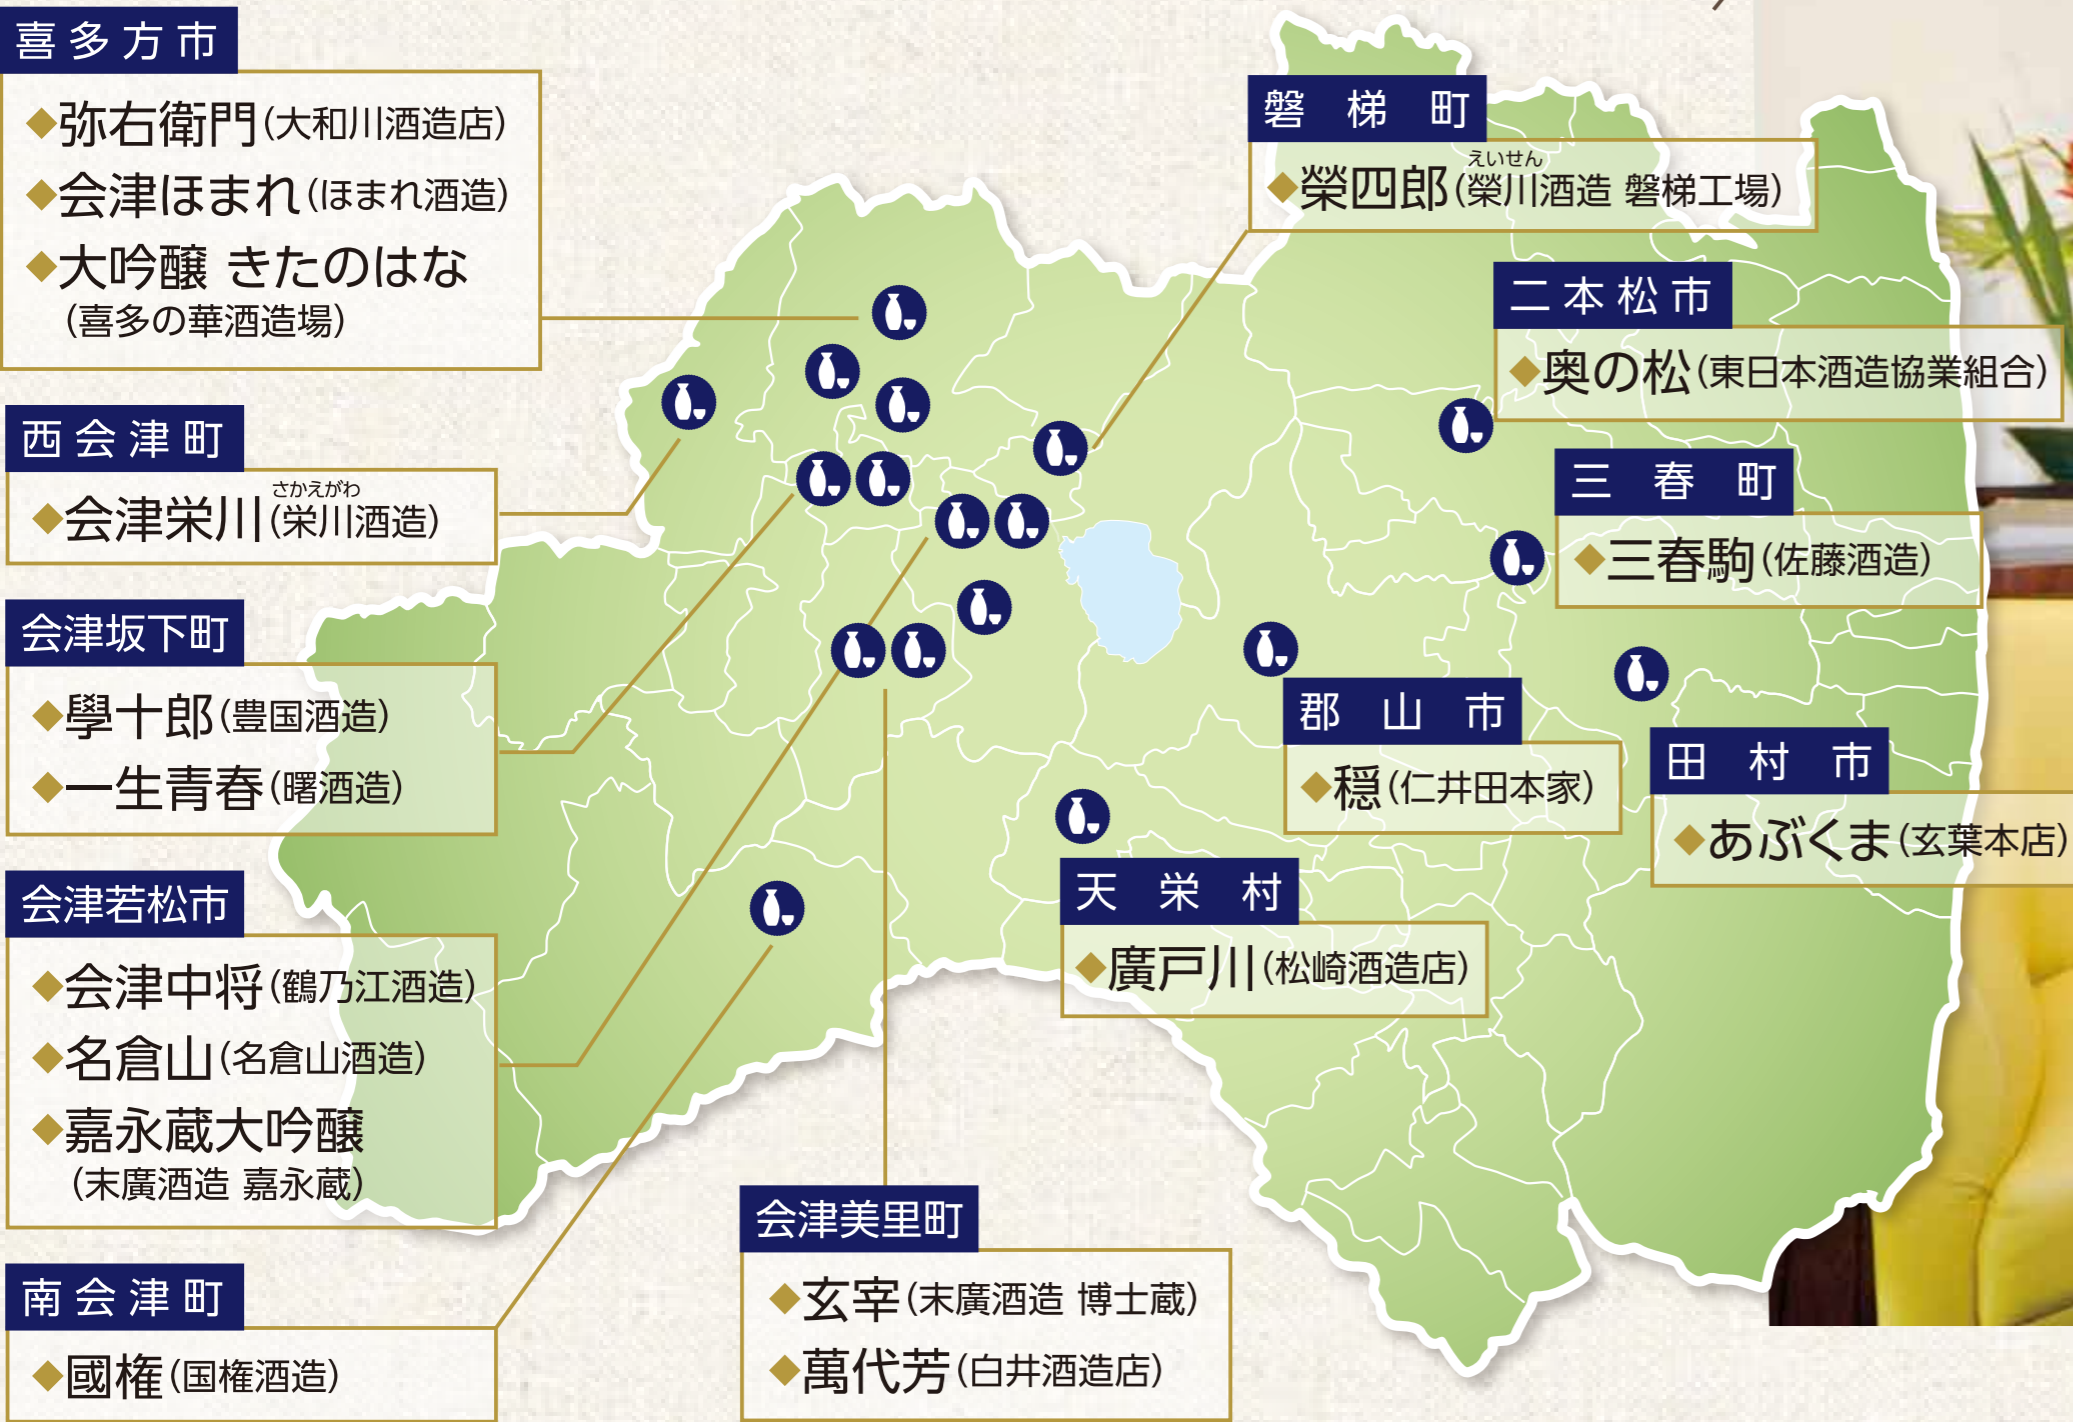 喜多方市
◆弥右衛門(大和川酒造店)
◆会津ほまれ(ほまれ酒造)
◆大吟醸 きたのはな
(喜多の華酒造場)
西会津町
さかえがわ
◆会津栄川(栄川酒造)
会津坂下町
◆學十郎(豊国酒造)
◆一生青春(曙酒造)
会津若松市
◆会津中将(鶴乃江酒造)
◆名倉山(名倉山酒造)
◆嘉永蔵大吟醸
(末廣酒造 嘉永蔵)
南会津町
◆國権(国権酒造)
会津美里町
◆玄宰(末廣酒造 博士蔵)
◆萬代芳(白井酒造店)
磐梯町
えいせん
◆榮四郎(榮川酒造 磐梯工場)
二本松市
◆奥の松(東日本酒造協業組合)
三春町
◆三春駒(佐藤酒造)
郡山市
◆穏(仁井田本家)
田村市
◆あぶくま(玄葉本店)
天栄村
◆廣戸川(松崎酒造店)